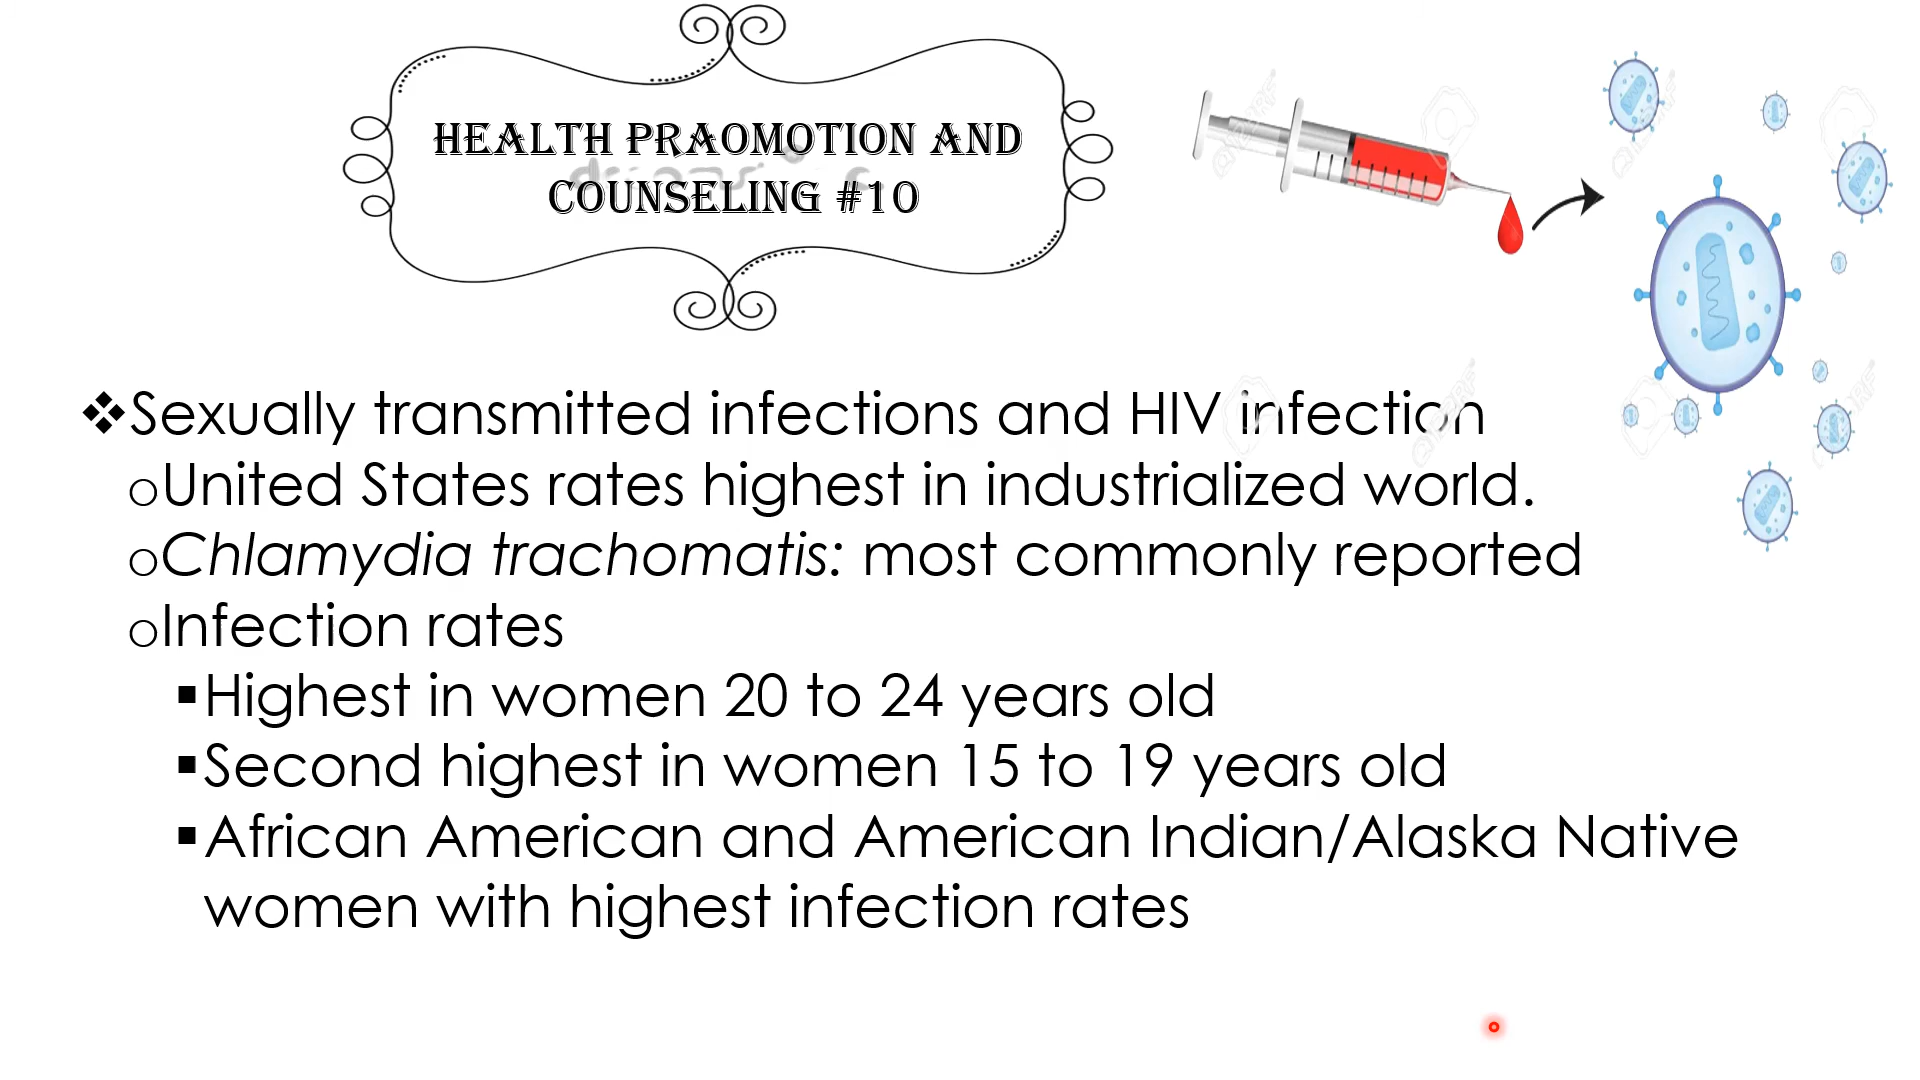 HEALTH PRAOMOTION AND
COUNSELING #10
❖Sexually transmitted infections and HIV infection
oUnited States rates highest in industrialized world.
oChlamydia trachomatis: most commonly reported
oInfection rates
▪Highest in women 20 to 24 years old
▪Second highest in women 15 to 19 years old
▪African American and American Indian/Alaska Native
women with highest infection rates